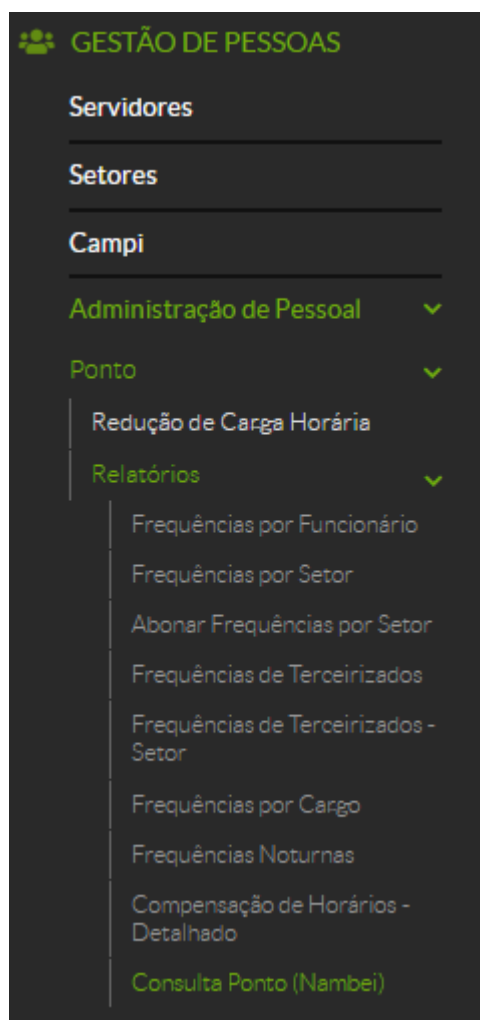 GESTÃO DE PESSOAS
Servidores
Setores
Campi
Administração de Pessoal
Ponto
Redução de Carga Horária
Relatórios
Frequências por Funcionário
Frequências por Setor
Abonar Frequências por Setor
Frequências de Terceirizados
Frequências de Terceirizados -
Setor
Frequências por Cargo
Frequências Noturnas
Compensação de Horários -
Detalhado
Consulta Ponto (Nambei)